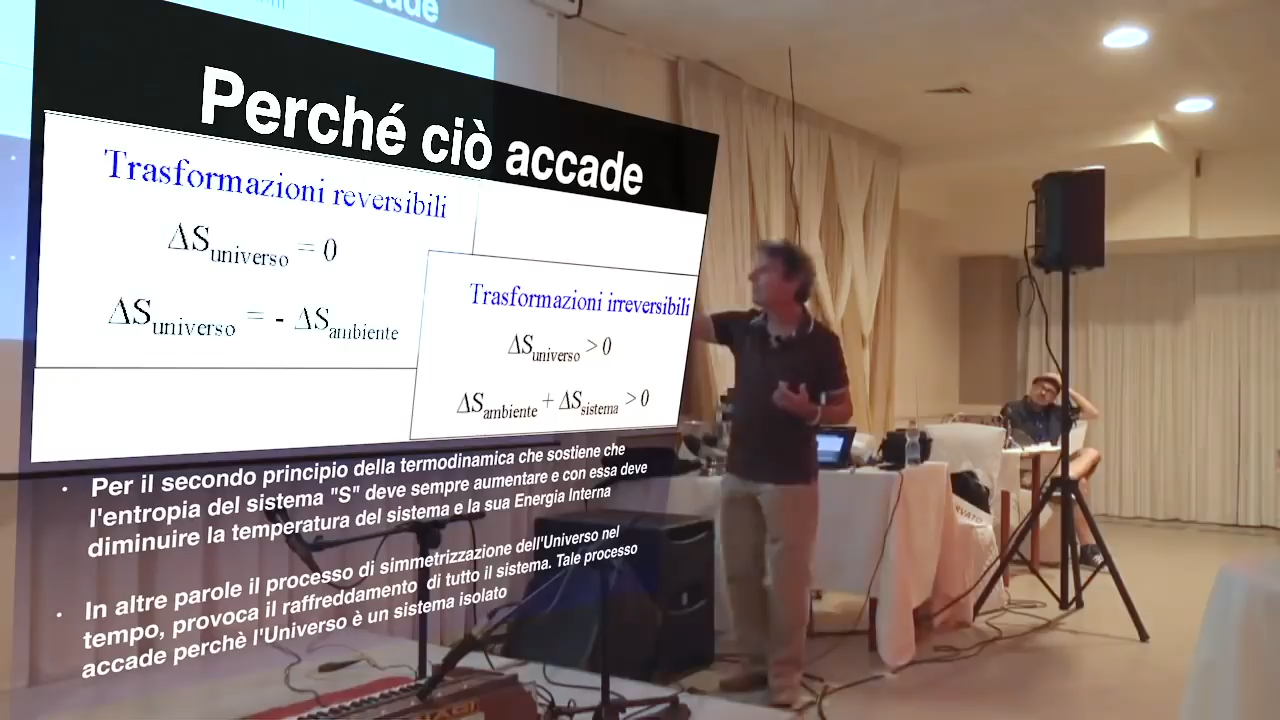 Perché ciò accade
Trasformazioni reversibili
ΔSuniverso = 0
ΔSuniverso = - ΔSambiente
Trasformazioni irreversibili
ΔSuniverso > 0
ΔSambiente + ΔSsistema > 0
· Per il secondo principio della termodinamica che sostiene che
l'entropia del sistema "S" deve sempre aumentare e con essa deve
diminuire la temperatura del sistema e la sua Energia Interna
· In altre parole il processo di simmetrizzazione dell'Universo nel
tempo, provoca il raffreddamento di tutto il sistema. Tale processo
accade perchè l'Universo è un sistema isolato